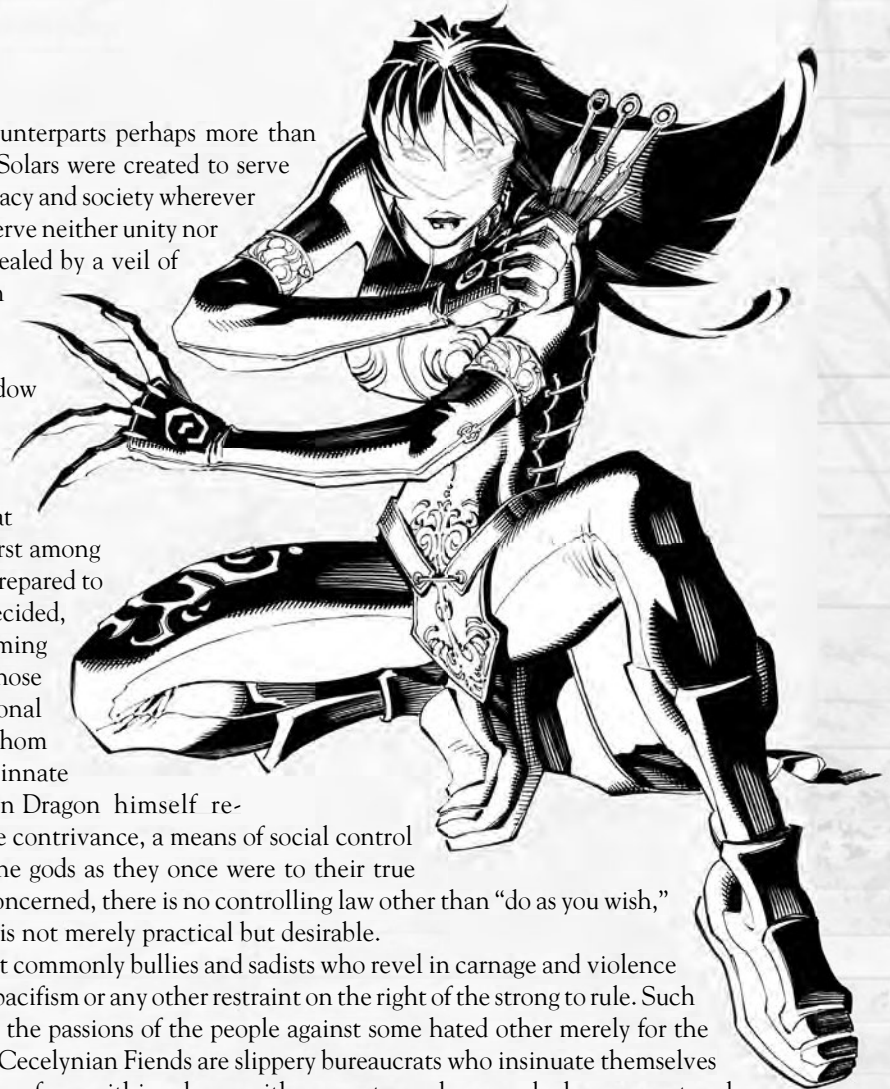 unterparts perhaps more than
Solars were created to serve
acy and society wherever
erve neither unity nor
ealed by a veil of
n
dow
at
rst among
repared to
ecided,
ming
hose
onal
hom
innate
n Dragon himself re-
e contrivance, a means of social control
he gods as they once were to their true
oncerned, there is no controlling law other than “do as you wish,”
is not merely practical but desirable.
t commonly bullies and sadists who revel in carnage and violence
pacifism or any other restraint on the right of the strong to rule. Such
the passions of the people against some hated other merely for the
Cecelynian Fiends are slippery bureaucrats who insinuate themselves